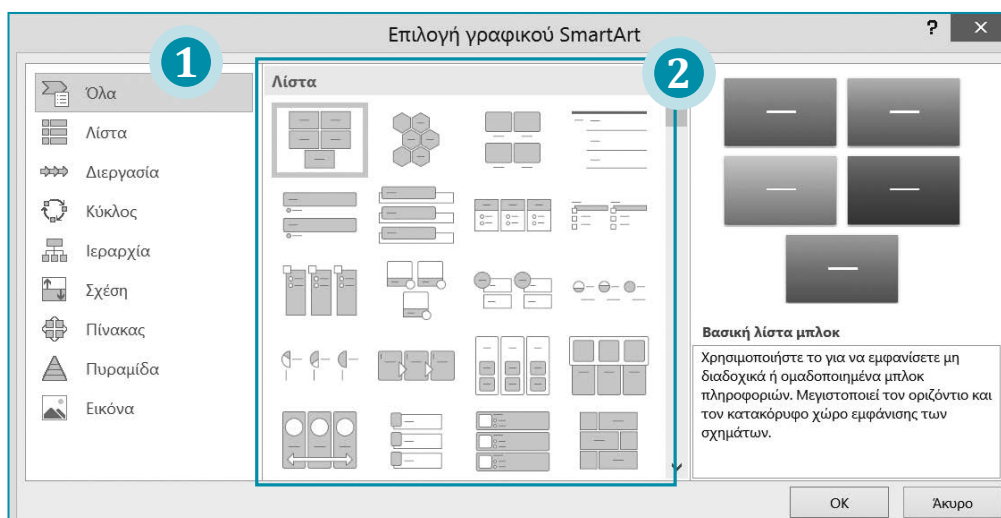 Επιλογή γραφικού SmartArt
?
1
2
Όλα
Λίστα
Διεργασία
Κύκλος
Ιεραρχία
Σχέση
Πίνακας
Πυραμίδα
Εικόνα
Λίστα
Βασική λίστα μπλοκ
Χρησιμοποιήστε το για να εμφανίσετε μη
διαδοχικά ή ομαδοποιημένα μπλοκ
πληροφοριών. Μεγιστοποιεί τον οριζόντιο και
τον κατακόρυφο χώρο εμφάνισης των
σχημάτων.
OK
Άκυρο